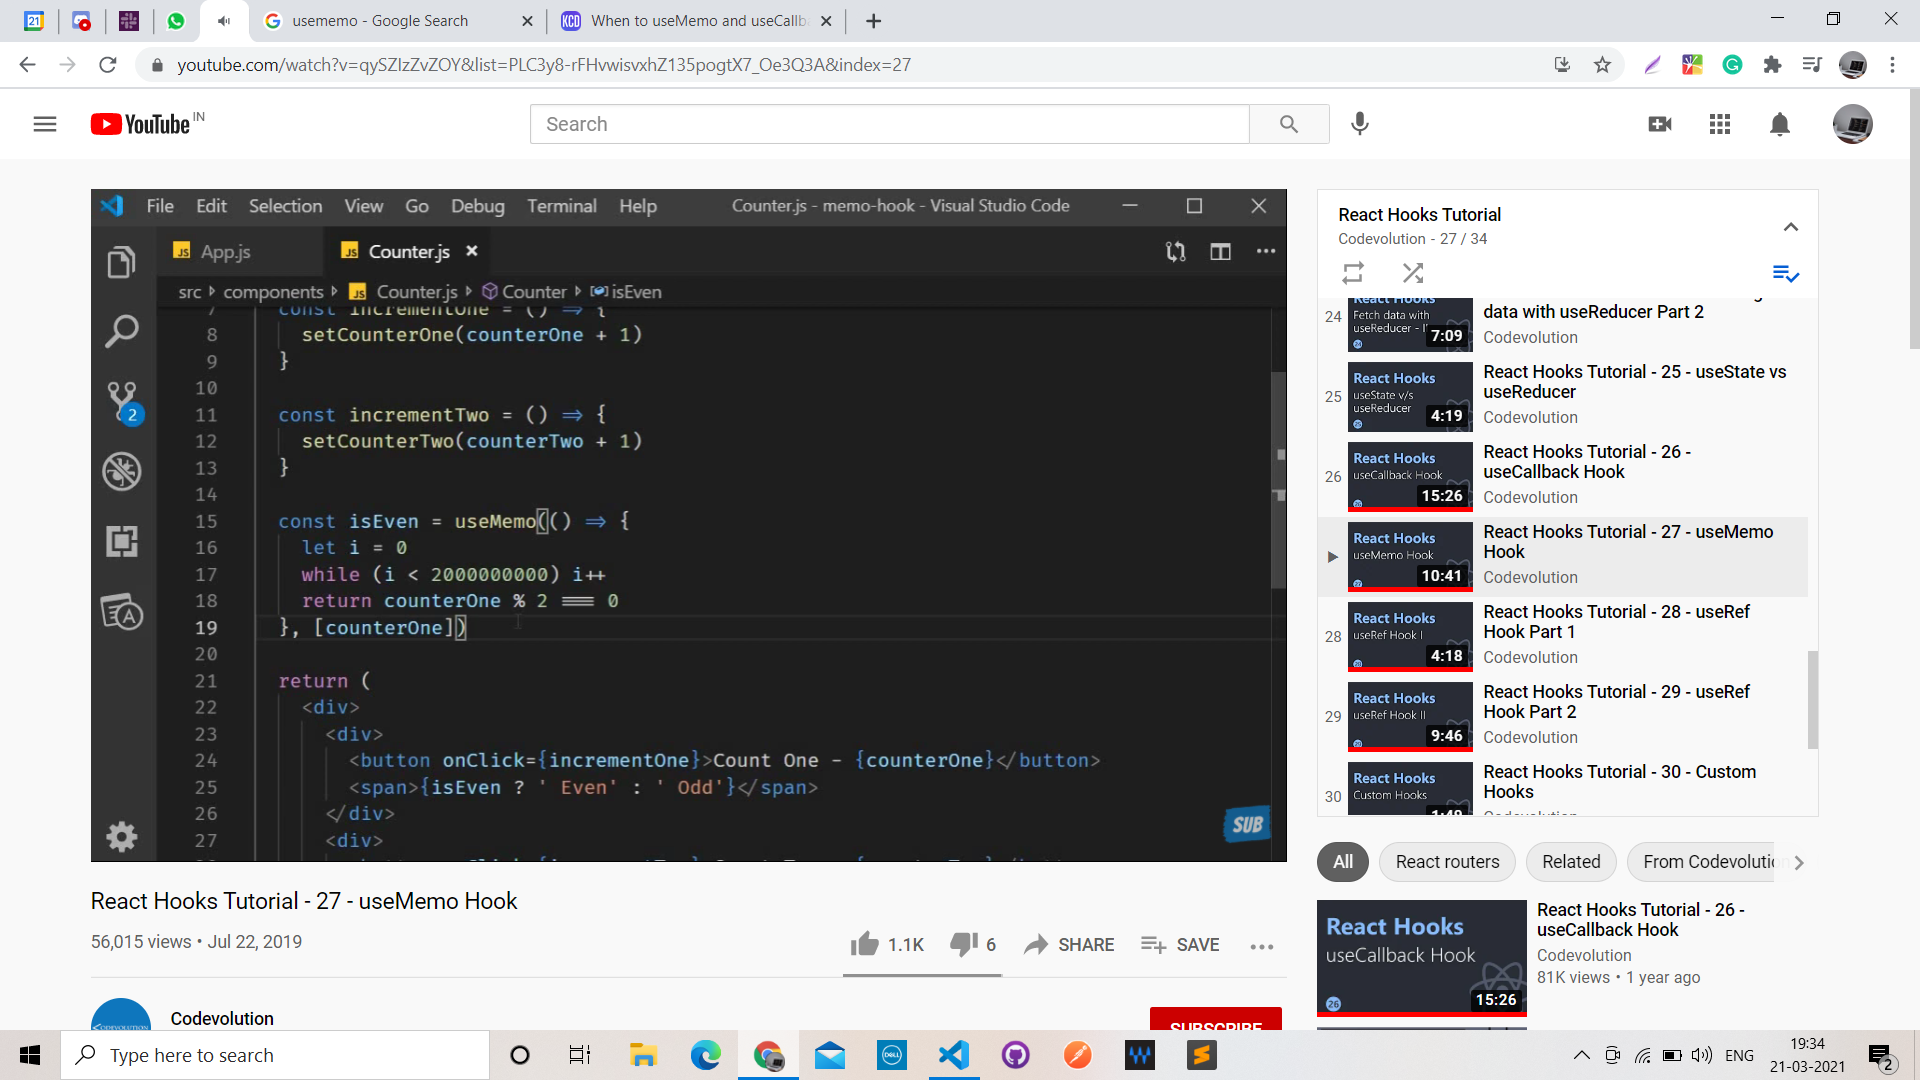 21
usememo - Google Search
KCD
When to useMemo and useCallb
youtube.com/watch?v=qySZIzZvZOY&list=PLC3y8-rFHvwisvxhZ135pogtX7_Oe3Q3A&index=27
YouTube IN
Search
File Edit Selection View Go Debug Terminal Help
Counter.js - memo-hook - Visual Studio Code
JS App.js
JS Counter.js
src components JS Counter.js Counter isEven
7 const incrementOne = () => {
8 setCounterOne(counterOne + 1)
9 }
10
11 const incrementTwo = () => {
12 setCounterTwo(counterTwo + 1)
13 }
14
15 const isEven = useMemo(() => {
16 let i = 0
17 while (i < 2000000000) i++
18 return counterOne % 2 === 0
19 }, [counterOne])
20
21 return (
22 <div>
23 <div>
24 <button onClick={incrementOne}>Count One - {counterOne}</button>
25 <span>{isEven ? ' Even' : ' Odd'}</span>
26 </div>
27 <div>
2
SUB
React Hooks Tutorial - 27 - useMemo Hook
56,015 views • Jul 22, 2019
1.1K
6
SHARE
SAVE
Codevolution
SUBSCRIBE
React Hooks Tutorial
Codevolution - 27 / 34
24
React Hooks
Fetch data with
useReducer - I
7:09
data with useReducer Part 2
Codevolution
25
React Hooks
useState v/s
useReducer
4:19
React Hooks Tutorial - 25 - useState vs
useReducer
Codevolution
26
React Hooks
useCallback Hook
15:26
React Hooks Tutorial - 26 -
useCallback Hook
Codevolution
React Hooks
useMemo Hook
10:41
React Hooks Tutorial - 27 - useMemo
Hook
Codevolution
28
React Hooks
useRef Hook I
4:18
React Hooks Tutorial - 28 - useRef
Hook Part 1
Codevolution
29
React Hooks
useRef Hook II
9:46
React Hooks Tutorial - 29 - useRef
Hook Part 2
Codevolution
30
React Hooks
Custom Hooks
React Hooks Tutorial - 30 - Custom
Hooks
All
React routers
Related
From Codevolutio
React Hooks
useCallback Hook
26
15:26
React Hooks Tutorial - 26 -
useCallback Hook
Codevolution
81K views • 1 year ago
Type here to search
DELL
ENG
19:34
21-03-2021
2